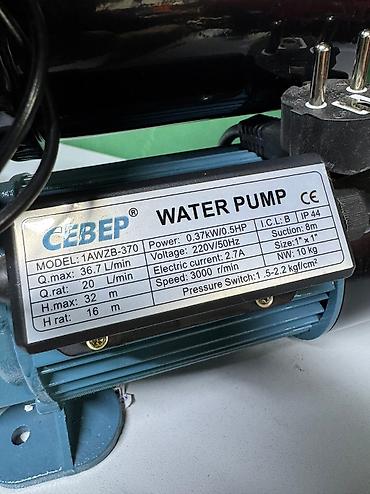 CEBEP® WATER PUMP CE
MODEL: 1AWZB-370 Power: 0.37kW/0.5HP I.C L: B IP 44
Q.max: 36.7 L/min Voltage: 220V/50Hz Suction: 8m
Q.rat: 20 L/min Electric current: 2.7A Size:1" x 1"
H.max: 32 m Speed: 3000 r/min NW: 10 kg
H rat: 16 m Pressure Switch:1 .5-2.2 kgf/cm²